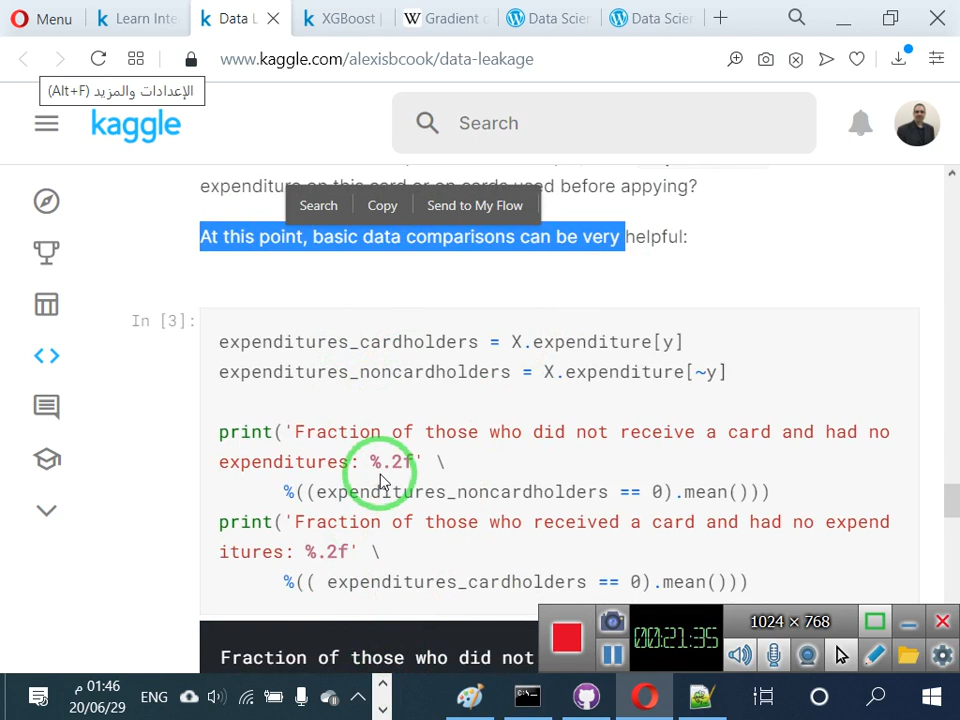 Menu
Learn Inte
Data L
XGBoost |
Gradient
Data Scien
Data Scien
www.kaggle.com/alexisbcook/data-leakage
الإعدادات والمزيد (Alt+F)
kaggle
Search
expenditure on this card or on cards used before appying?
Search
Copy
Send to My Flow
At this point, basic data comparisons can be very helpful:
In [3]:
expenditures_cardholders = X.expenditure[y]
expenditures_noncardholders = X.expenditure[~y]
print('Fraction of those who did not receive a card and had no
expenditures: %.2f' \
%((expenditures_noncardholders == 0).mean()))
print('Fraction of those who received a card and had no expend
itures: %.2f' \
%(( expenditures_cardholders == 0).mean()))
Fraction of those who did not
1024 × 768
00:21:35
01:46 م
20/06/29
ENG